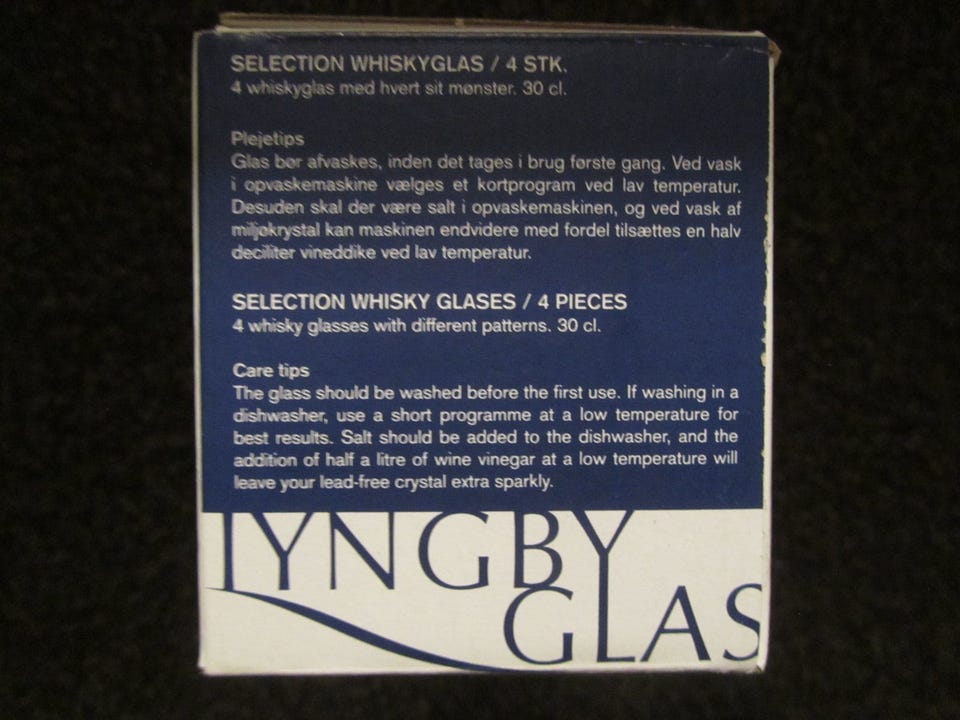 SELECTION WHISKYGLAS / 4 STK.
4 whiskyglas med hvert sit mønster. 30 cl.
Plejetips
Glas bør afvaskes, inden det tages i brug første gang. Ved vask
i opvaskemaskine vælges et kortprogram ved lav temperatur.
Desuden skal der være salt i opvaskemaskinen, og ved vask af
miljøkrystal kan maskinen endvidere med fordel tilsættes en halv
deciliter vineddike ved lav temperatur.
SELECTION WHISKY GLASES / 4 PIECES
4 whisky glasses with different patterns. 30 cl.
Care tips
The glass should be washed before the first use. If washing in a
dishwasher, use a short programme at a low temperature for
best results. Salt should be added to the dishwasher, and the
addition of half a litre of wine vinegar at a low temperature will
leave your lead-free crystal extra sparkly.
LYNGBY
GLAS